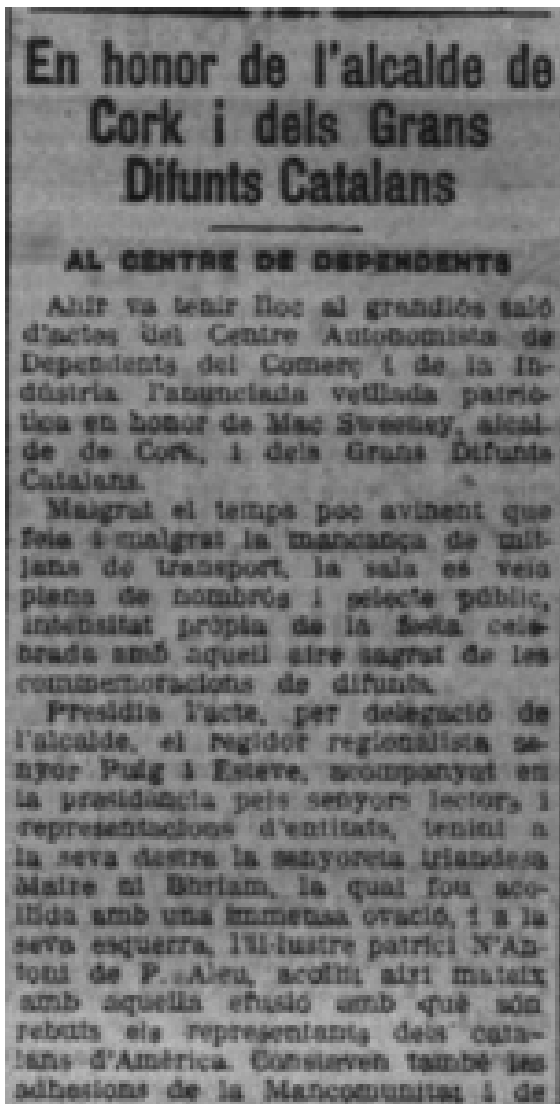 En honor de l'alcalde de
Cork i dels Grans
Difunts Catalans
AL CENTRE DE DEPENDENTS
Ahir va tenir lloc al grandiós saló
d'actes del Centre Autonomista de
Dependents del Comerç i de la In-
dústria l'anunciada vetllada patriò-
tica en honor de Mac Sweeney, alcal-
de de Cork, i dels Grans Difunts
Catalans.
Malgrat el temps poc avinent que
feia i malgrat la mancança de mit-
jans de transport, la sala es veia
plena de nombrós i selecte públic,
intensitat pròpia de la festa cele-
brada amb aquell aire sagrat de les
commemoracions de difunts.
Presidia l'acte, per delegació de
l'alcalde, el regidor regionalista se-
nyor Puig i Esteve, acompanyat en
la presidència pels senyors lectors i
representacions d'entitats, tenint a
la seva destra la senyoreta irlandesa
Màire ni Bhriam, la qual fou aco-
llida amb una immensa ovació, i a la
seva esquerra, l'il·lustre patrici N'An-
toni de P. Aleu, acollit així mateix
amb aquella efusió amb què són
rebuts els representants dels cata-
lans d'Amèrica. Constaven també les
adhesions de la Mancomunitat i de